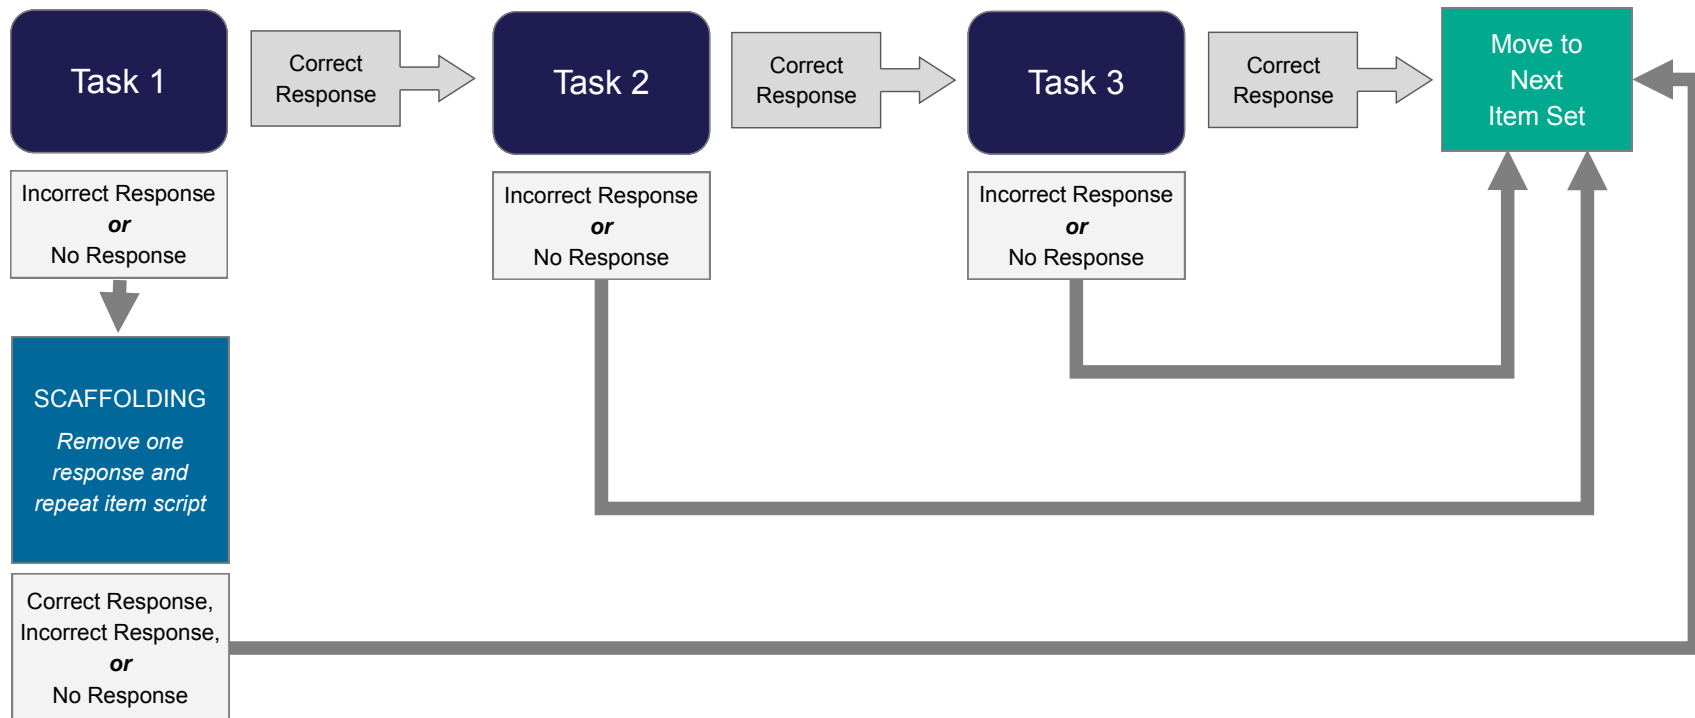 Task 1
Correct
Response
Task 2
Correct
Response
Task 3
Correct
Response
Move to
Next
Item Set
Incorrect Response
or
No Response
Incorrect Response
or
No Response
Incorrect Response
or
No Response
SCAFFOLDING
Remove one
response and
repeat item script
Correct Response,
Incorrect Response,
or
No Response